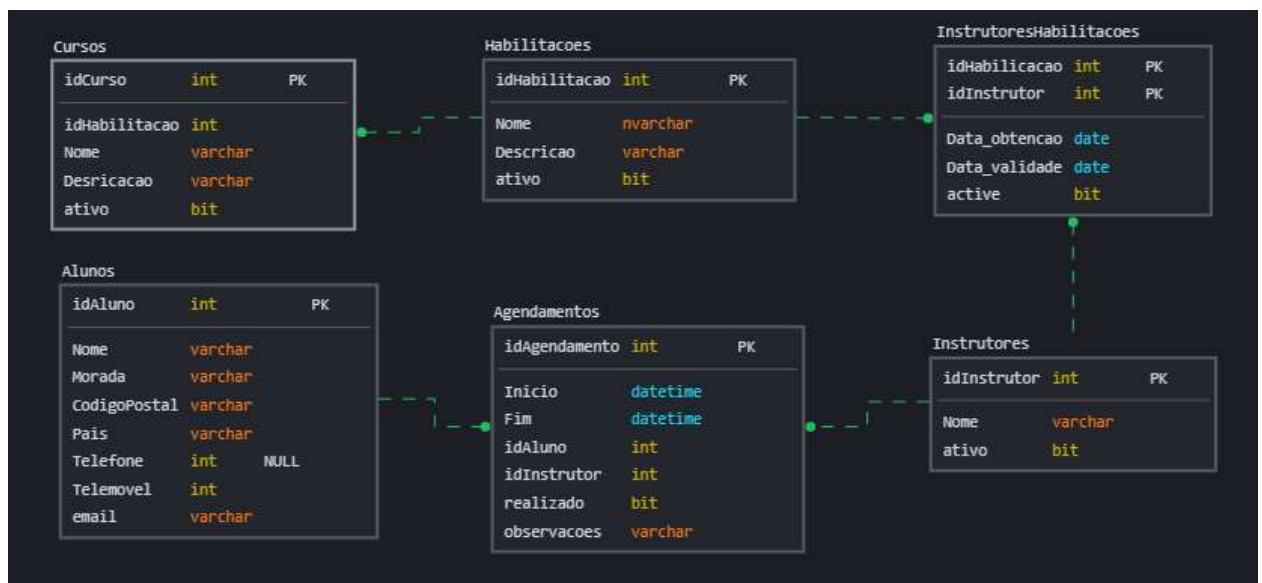 Cursos
idCurso int PK
idHabilitacao int
Nome varchar
Desricacao varchar
ativo bit
Habilitacoes
idHabilitacao int PK
Nome nvarchar
Descricao varchar
ativo bit
InstrutoresHabilitacoes
idHabilicacao int PK
idInstrutor int PK
Data_obtencao date
Data_validade date
active bit
Alunos
idAluno int PK
Nome varchar
Morada varchar
CodigoPostal varchar
Pais varchar
Telefone int NULL
Telemovel int
email varchar
Agendamentos
idAgendamento int PK
Inicio datetime
Fim datetime
idAluno int
idInstrutor int
realizado bit
observacoes varchar
Instrutores
idInstrutor int PK
Nome varchar
ativo bit